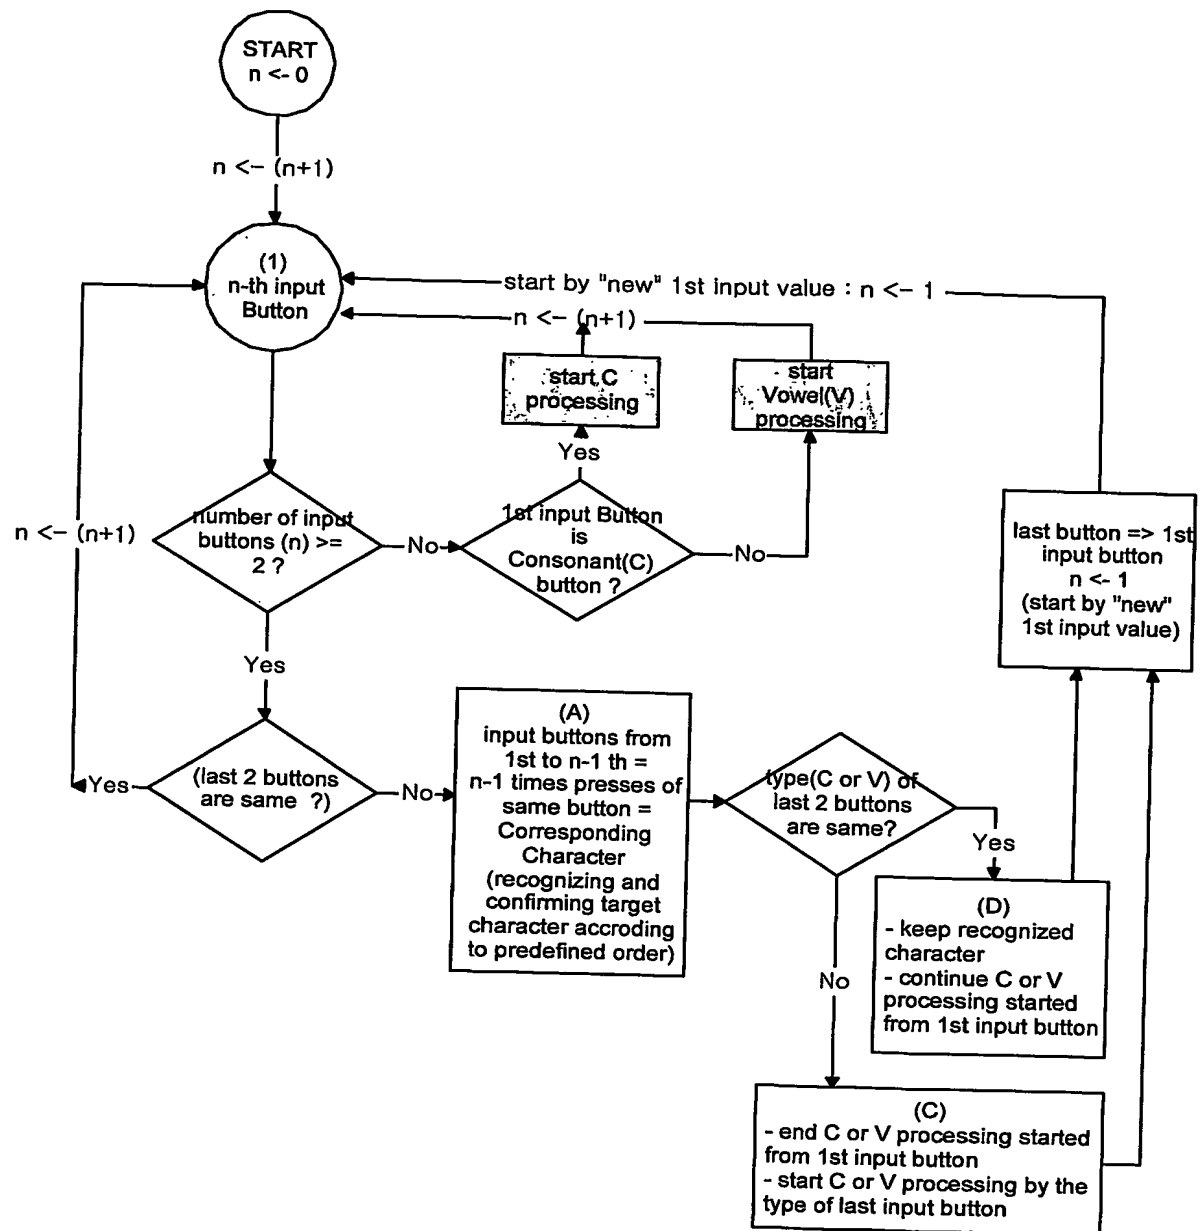 START
n <- 0
n <- (n+1)
(1)
n-th input
Button
start by "new" 1st input value : n <- 1
n <- (n+1)
start C
processing
start
Vowel(V)
processing
Yes
n <- (n+1)
number of input
buttons (n) >=
2 ?
No
1st input Button
is
Consonant(C)
button ?
No
last button => 1st
input button
n <- 1
(start by "new"
1st input value)
Yes
(last 2 buttons
are same ?)
Yes
No
(A)
input buttons from
1st to n-1 th =
n-1 times presses of
same button =
Corresponding
Character
(recognizing and
confirming target
character accroding
to predefined order)
type(C or V) of
last 2 buttons
are same?
Yes
No
(D)
- keep recognized
character
- continue C or V
processing started
from 1st input button
(C)
- end C or V processing started
from 1st input button
- start C or V processing by the
type of last input button